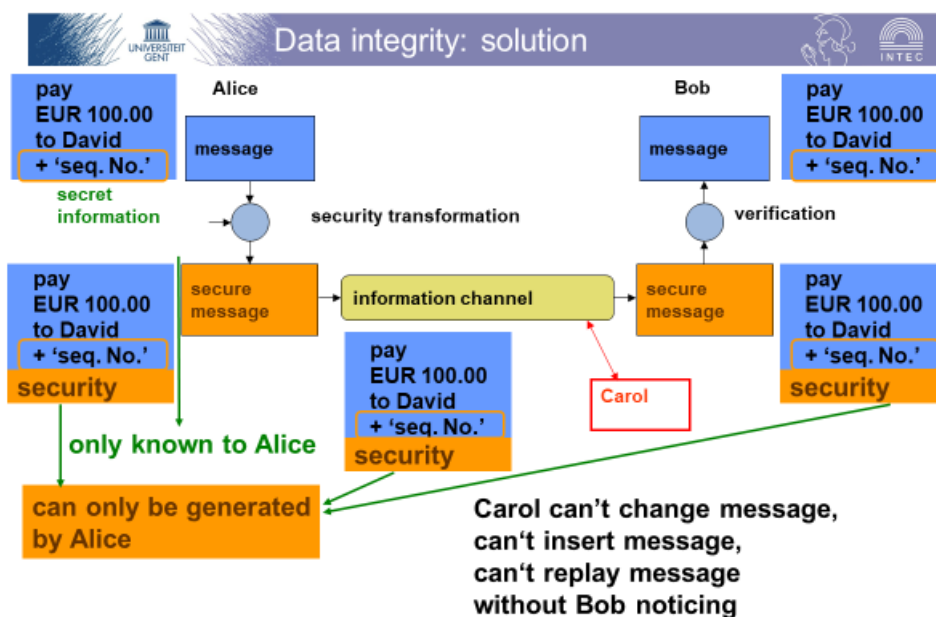 UNIVERSITEIT
GENT
Data integrity: solution
INTEC
pay
EUR 100.00
to David
+ ‘seq. No.’
Alice
message
Bob
message
pay
EUR 100.00
to David
+ ‘seq. No.’
secret
information
security transformation
verification
pay
EUR 100.00
to David
+ ‘seq. No.’
security
secure
message
information channel
secure
message
pay
EUR 100.00
to David
+ ‘seq. No.’
security
pay
EUR 100.00
to David
+ ‘seq. No.’
security
Carol
only known to Alice
can only be generated
by Alice
Carol can’t change message,
can‘t insert message,
can’t replay message
without Bob noticing